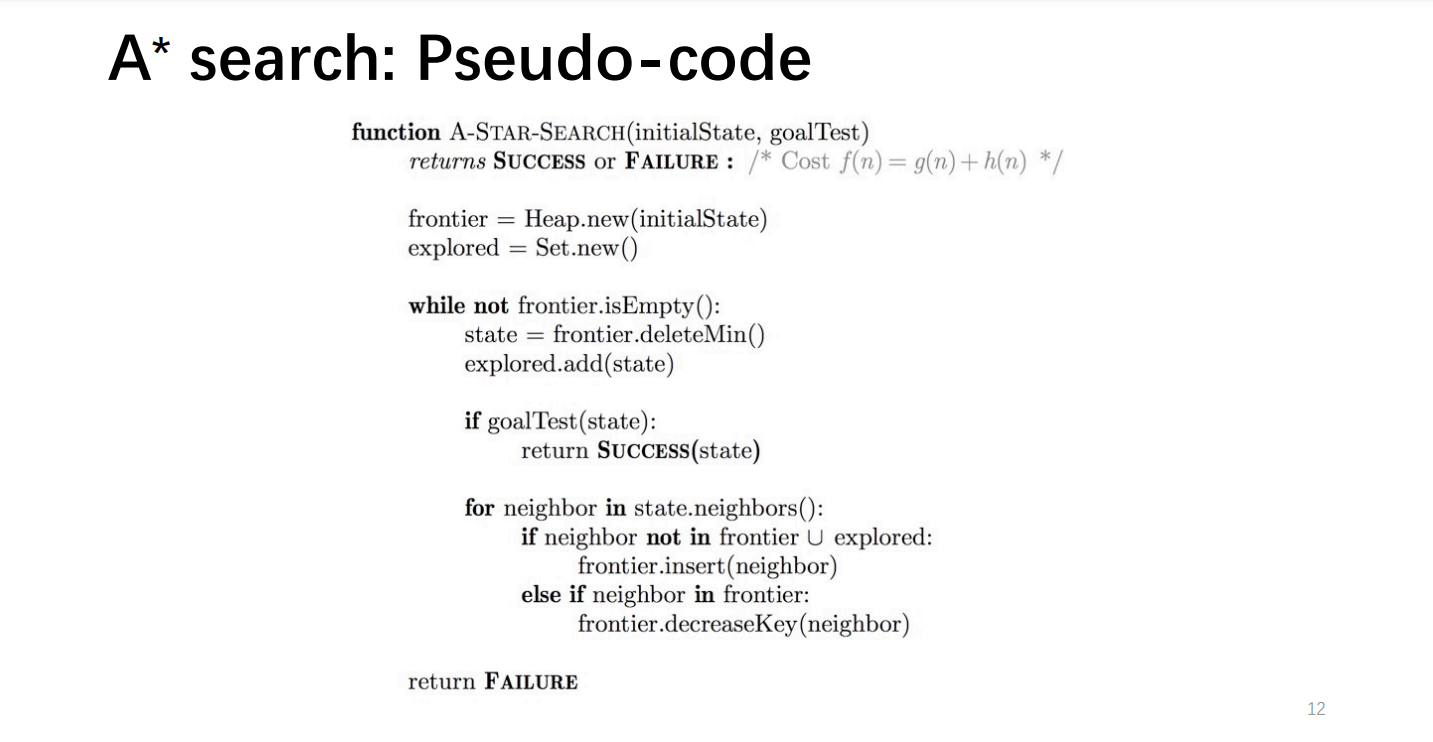 A* search: Pseudo-code
function A-STAR-SEARCH(initialState, goalTest)
returns SUCCESS or FAILURE : /* Cost f(n) = g(n) + h(n) */
frontier = Heap.new(initialState)
explored = Set.new()
while not frontier.isEmpty():
state = frontier.deleteMin()
explored.add(state)
if goalTest(state):
return SUCCESS(state)
for neighbor in state.neighbors():
if neighbor not in frontier ∪ explored:
frontier.insert(neighbor)
else if neighbor in frontier:
frontier.decreaseKey(neighbor)
return FAILURE
12